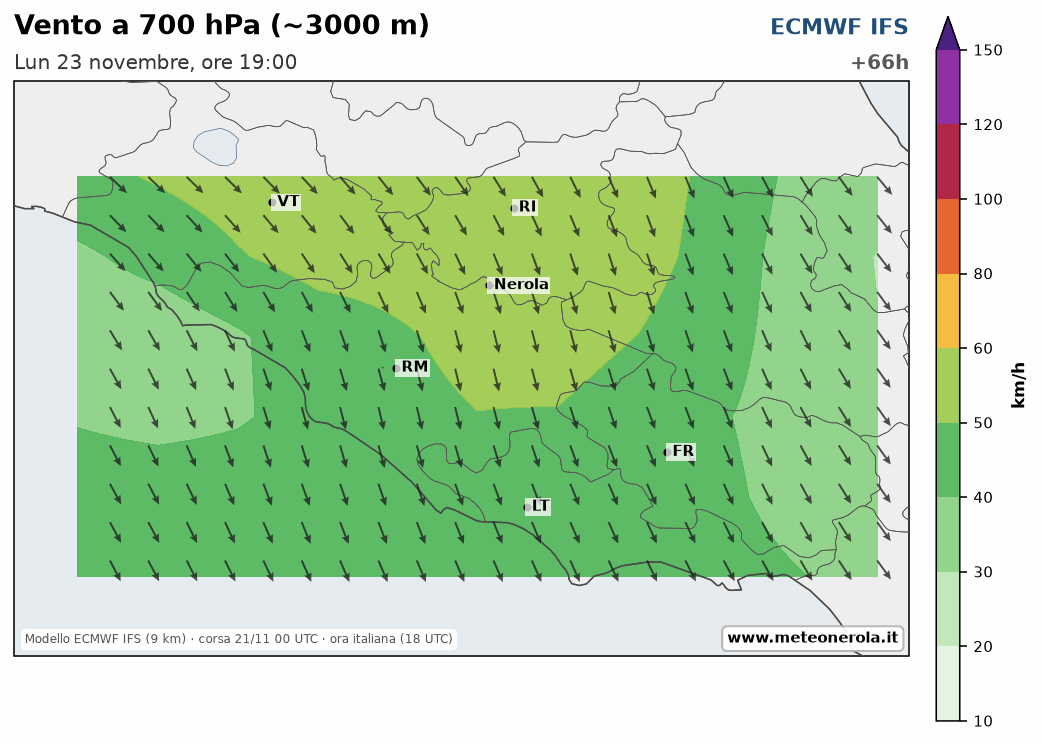 Vento a 700 hPa (~3000 m)
ECMWF IFS
Lun 23 novembre, ore 19:00
+66h
150
120
100
80
60
50
40
30
20
10
km/h
VT
RI
Nerola
RM
FR
LT
Modello ECMWF IFS (9 km) · corsa 21/11 00 UTC · ora italiana (18 UTC)
www.meteonerola.it